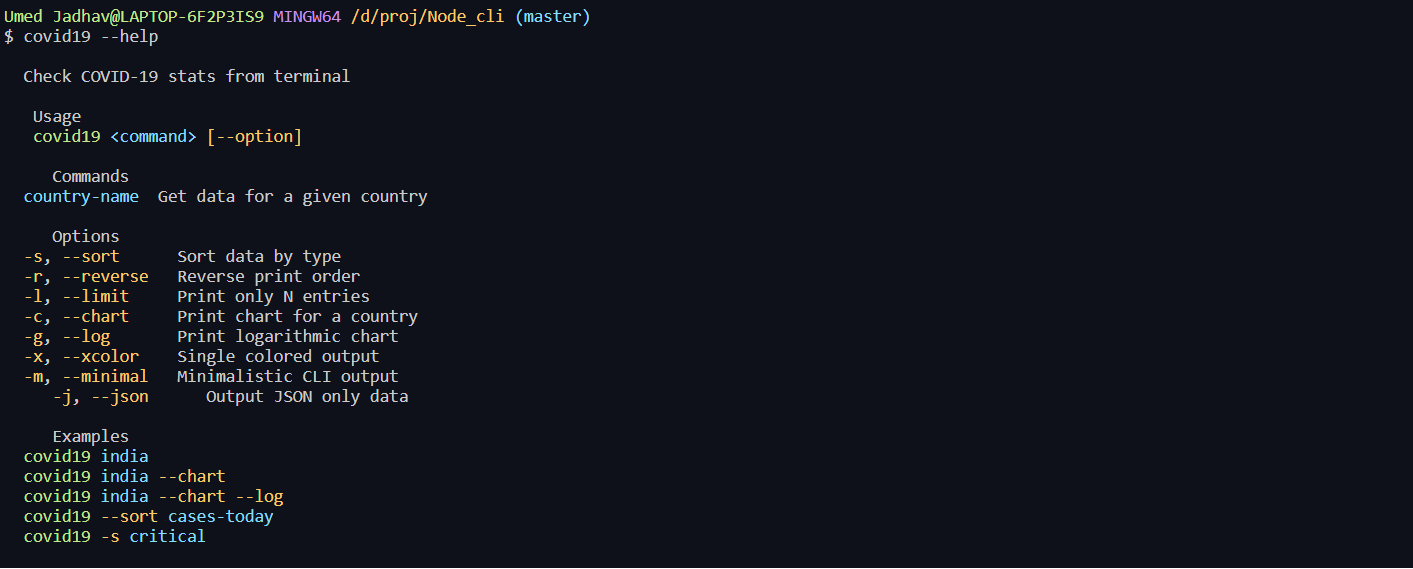 Umed Jadhav@LAPTOP-6F2P3IS9 MINGW64 /d/proj/Node_cli (master)
$ covid19 --help
Check COVID-19 stats from terminal
Usage
covid19 <command> [--option]
Commands
country-name  Get data for a given country
Options
-s, --sort      Sort data by type
-r, --reverse   Reverse print order
-l, --limit     Print only N entries
-c, --chart     Print chart for a country
-g, --log       Print logarithmic chart
-x, --xcolor    Single colored output
-m, --minimal   Minimalistic CLI output
-j, --json      Output JSON only data
Examples
covid19 india
covid19 india --chart
covid19 india --chart --log
covid19 --sort cases-today
covid19 -s critical